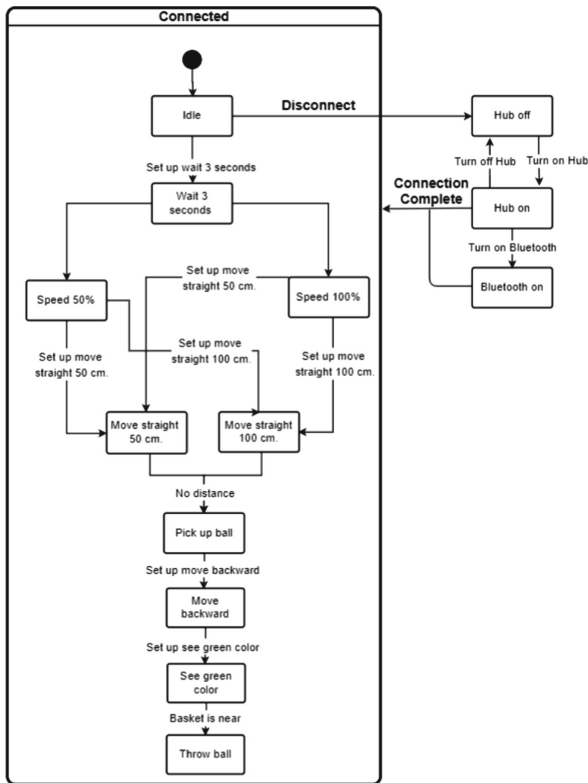 Connected
Idle
Disconnect
Hub off
Set up wait 3 seconds
Turn off Hub
Turn on Hub
Wait 3
seconds
Connection
Complete
Hub on
Turn on Bluetooth
Set up move
straight 50 cm.
Speed 50%
Speed 100%
Bluetooth on
Set up move
straight 50 cm.
Set up move
straight 100 cm.
Set up move
straight 100 cm.
Move straight
50 cm.
Move straight
100 cm.
No distance
Pick up ball
Set up move backward
Move
backward
Set up see green color
See green
color
Basket is near
Throw ball